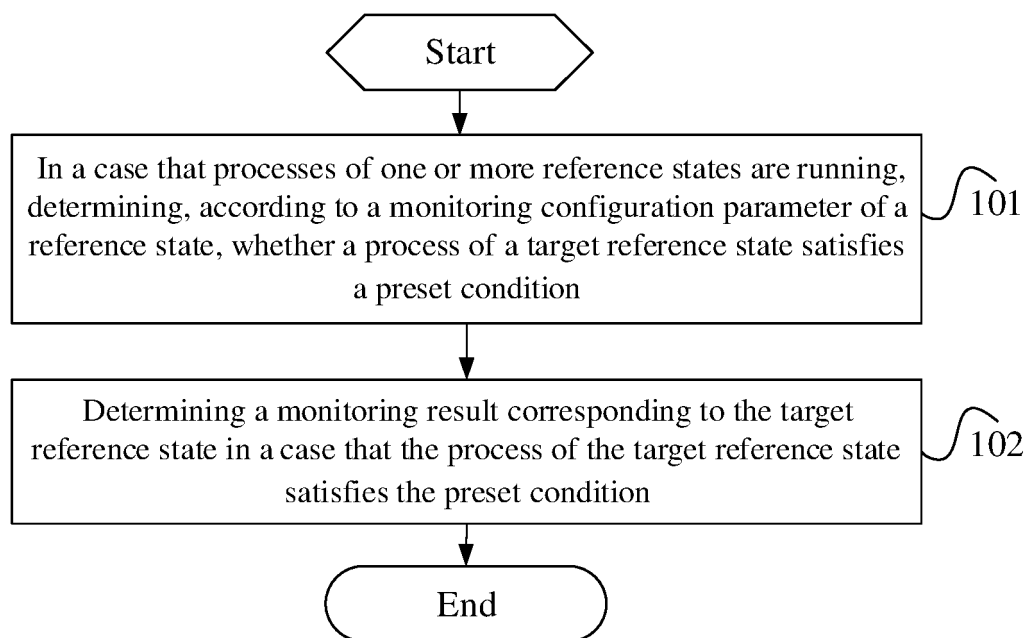 Start
In a case that processes of one or more reference states are running,
determining, according to a monitoring configuration parameter of a
reference state, whether a process of a target reference state satisfies
a preset condition
101
Determining a monitoring result corresponding to the target
reference state in a case that the process of the target reference state
satisfies the preset condition
102
End